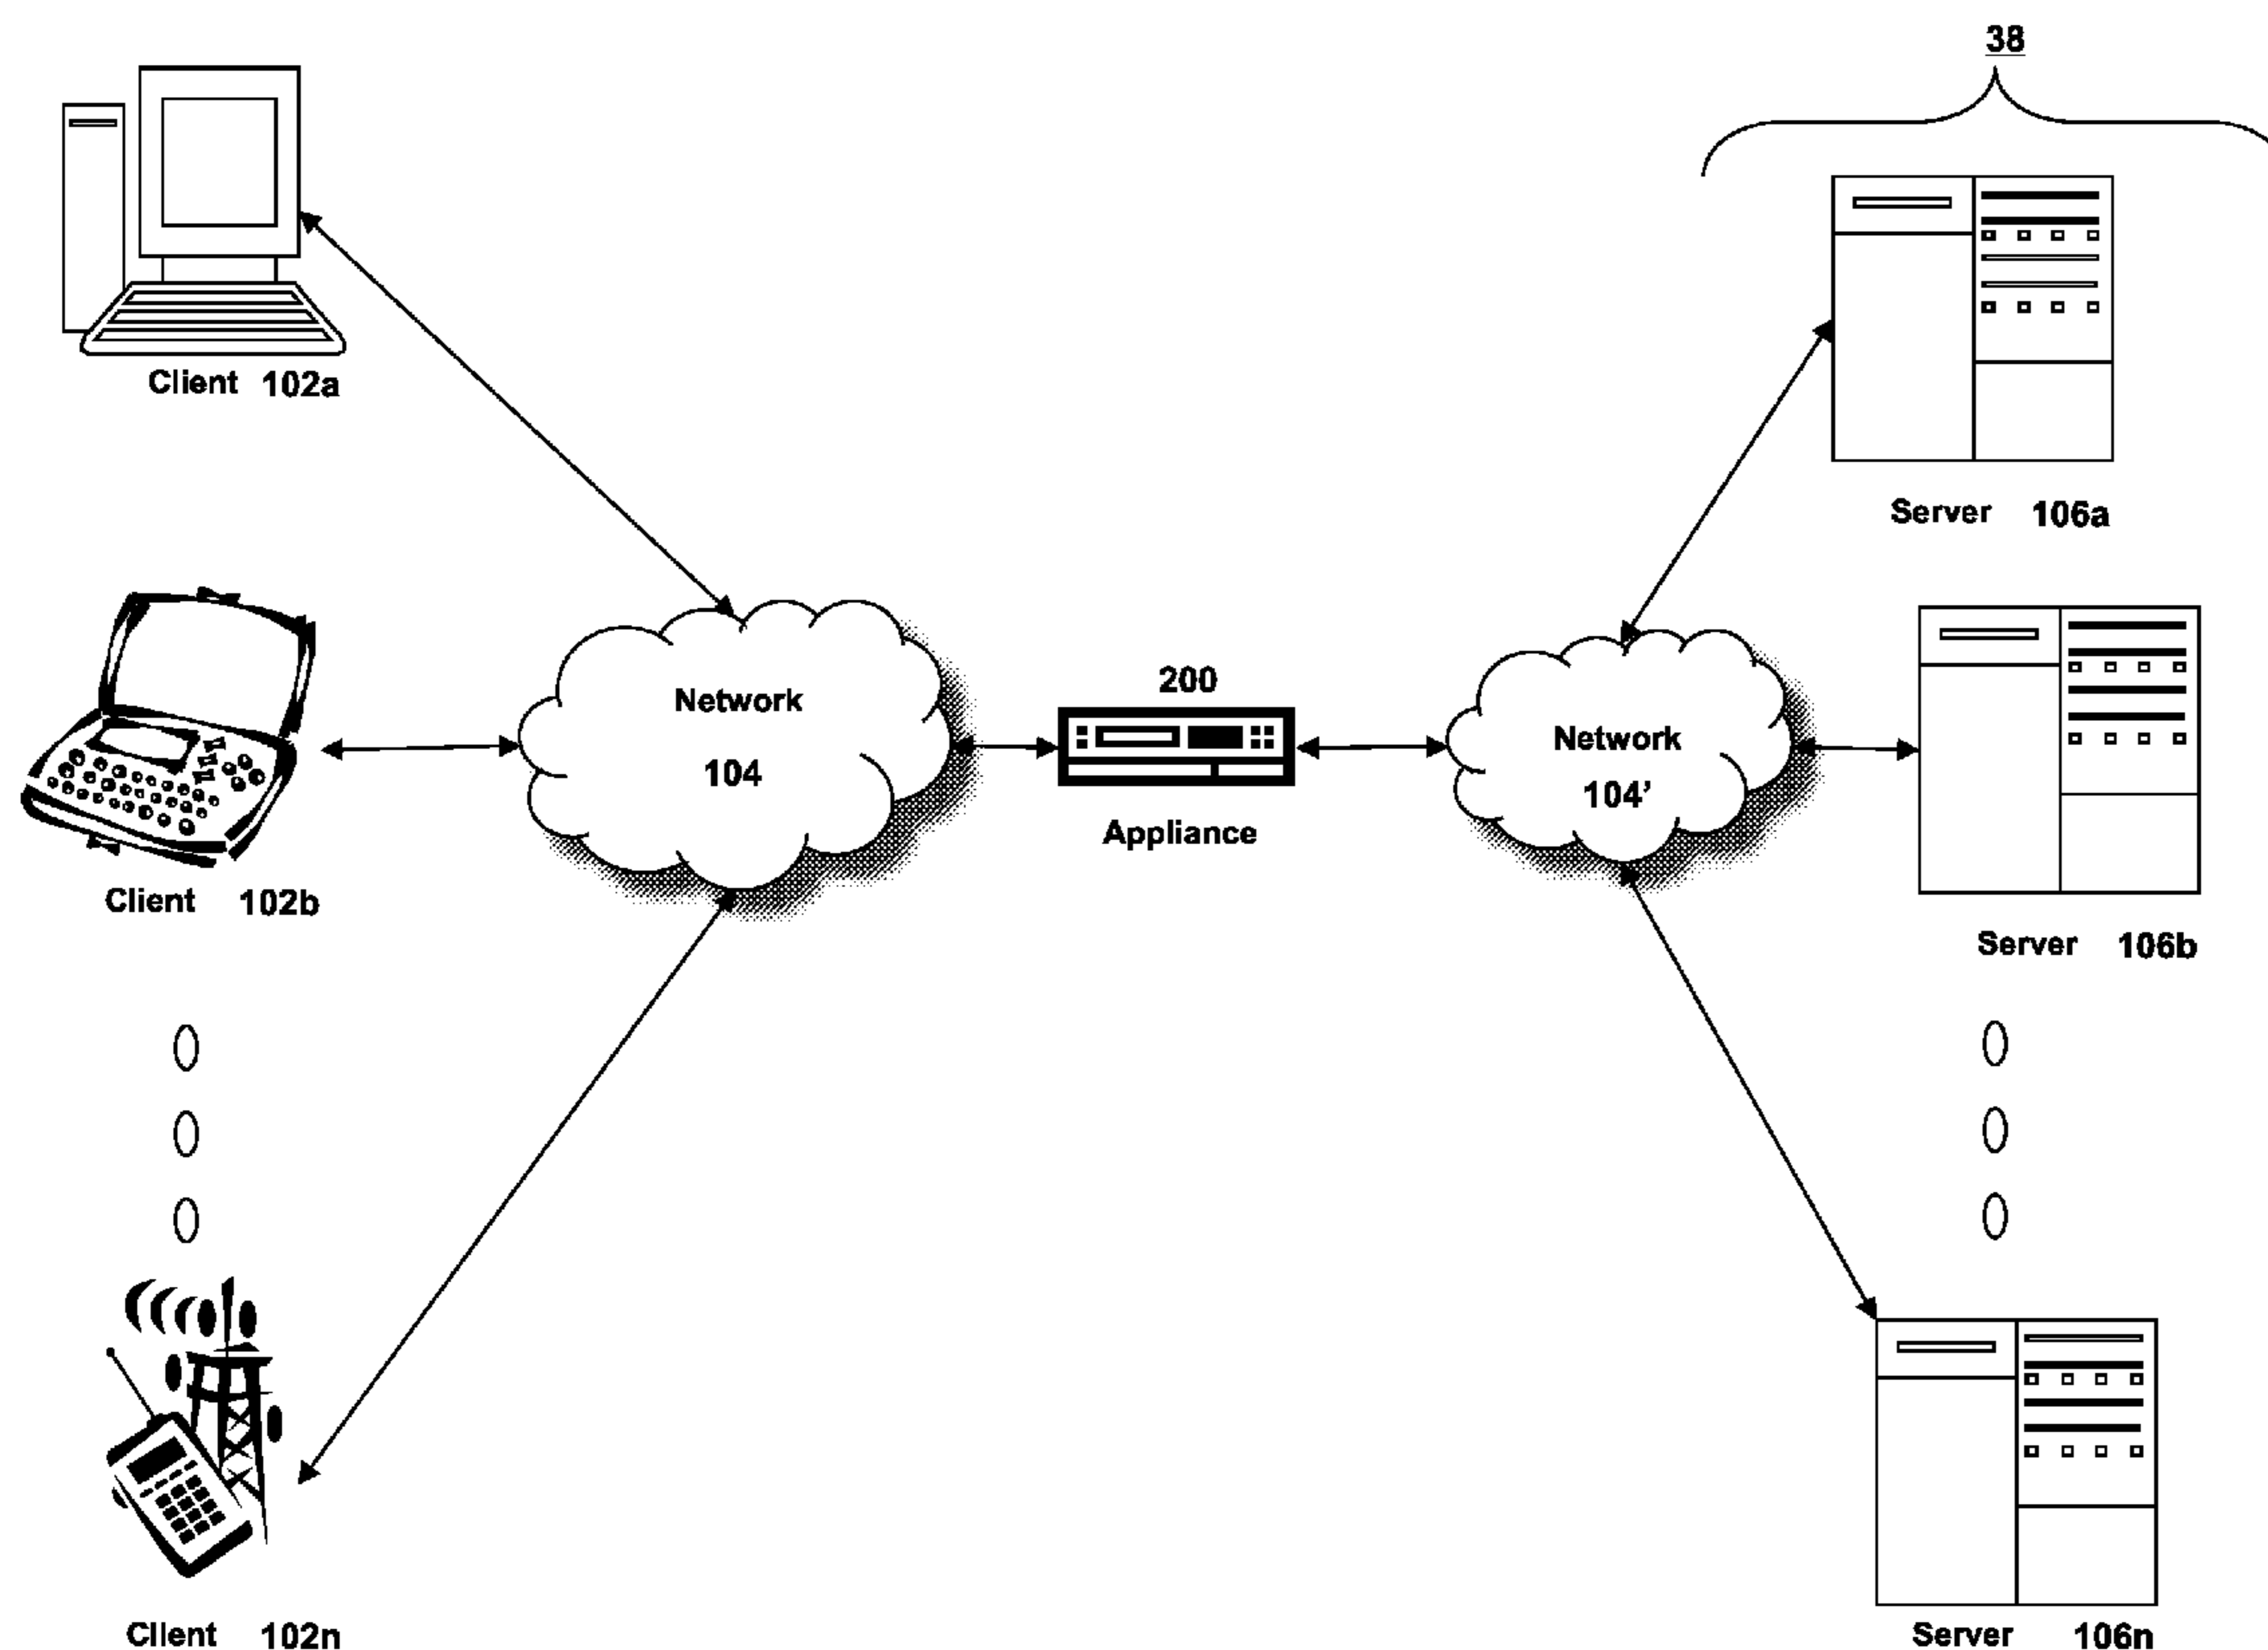 38
Client 102a
Server 106a
200
Network
104
Network
104’
Appliance
Client 102b
Server 106b
Client 102n
Server 106n